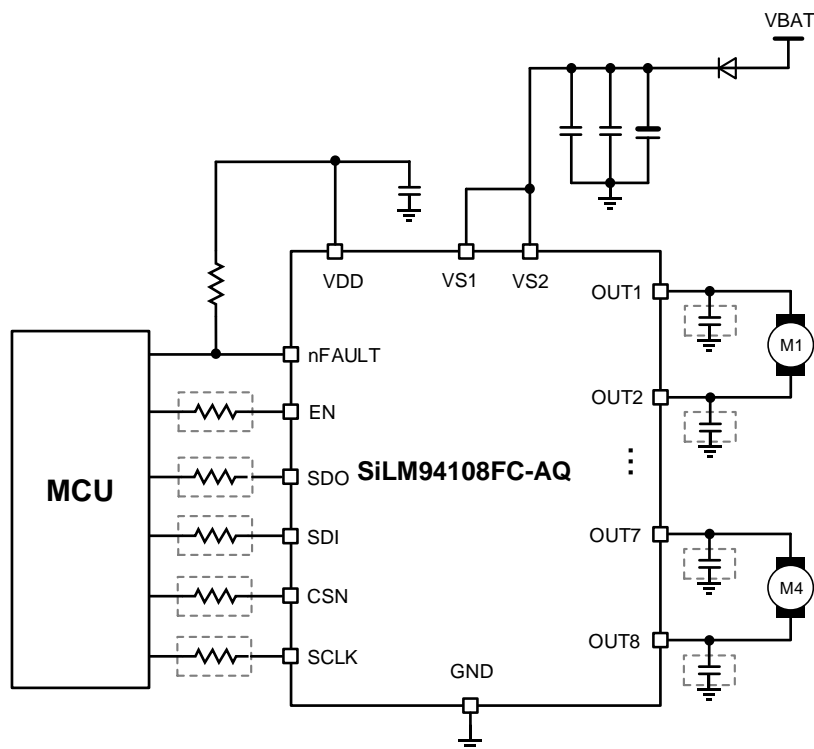 VBAT
VDD
VS1
VS2
OUT1
M1
nFAULT
OUT2
EN
MCU
SDO
SiLM94108FC-AQ
⋮
SDI
OUT7
CSN
M4
SCLK
OUT8
GND